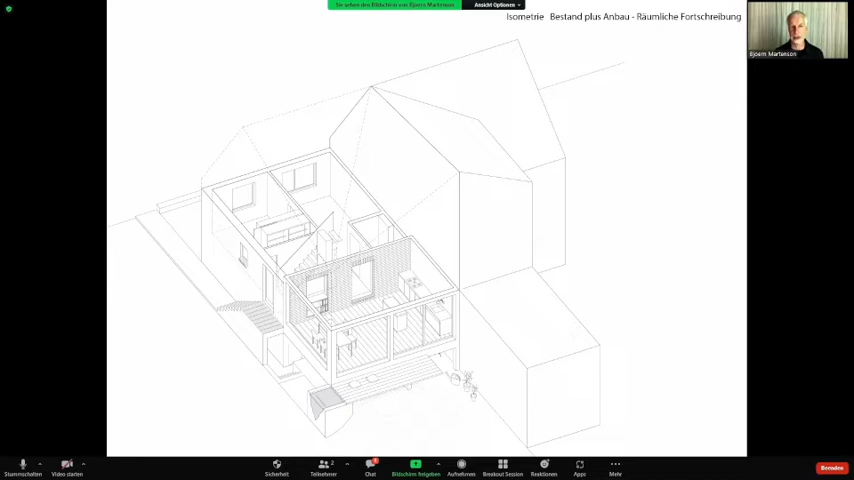 Sie sehen den Bildschirm von Bjoern Martenson
Ansicht Optionen
Isometrie Bestand plus Anbau - Räumliche Fortschreibung
Bjoern Martenson
Stummschalten
Video starten
Sicherheit
2
Teilnehmer
Chat
Bildschirm freigeben
Aufnehmen
Breakout Session
Reaktionen
Apps
Mehr
Beenden